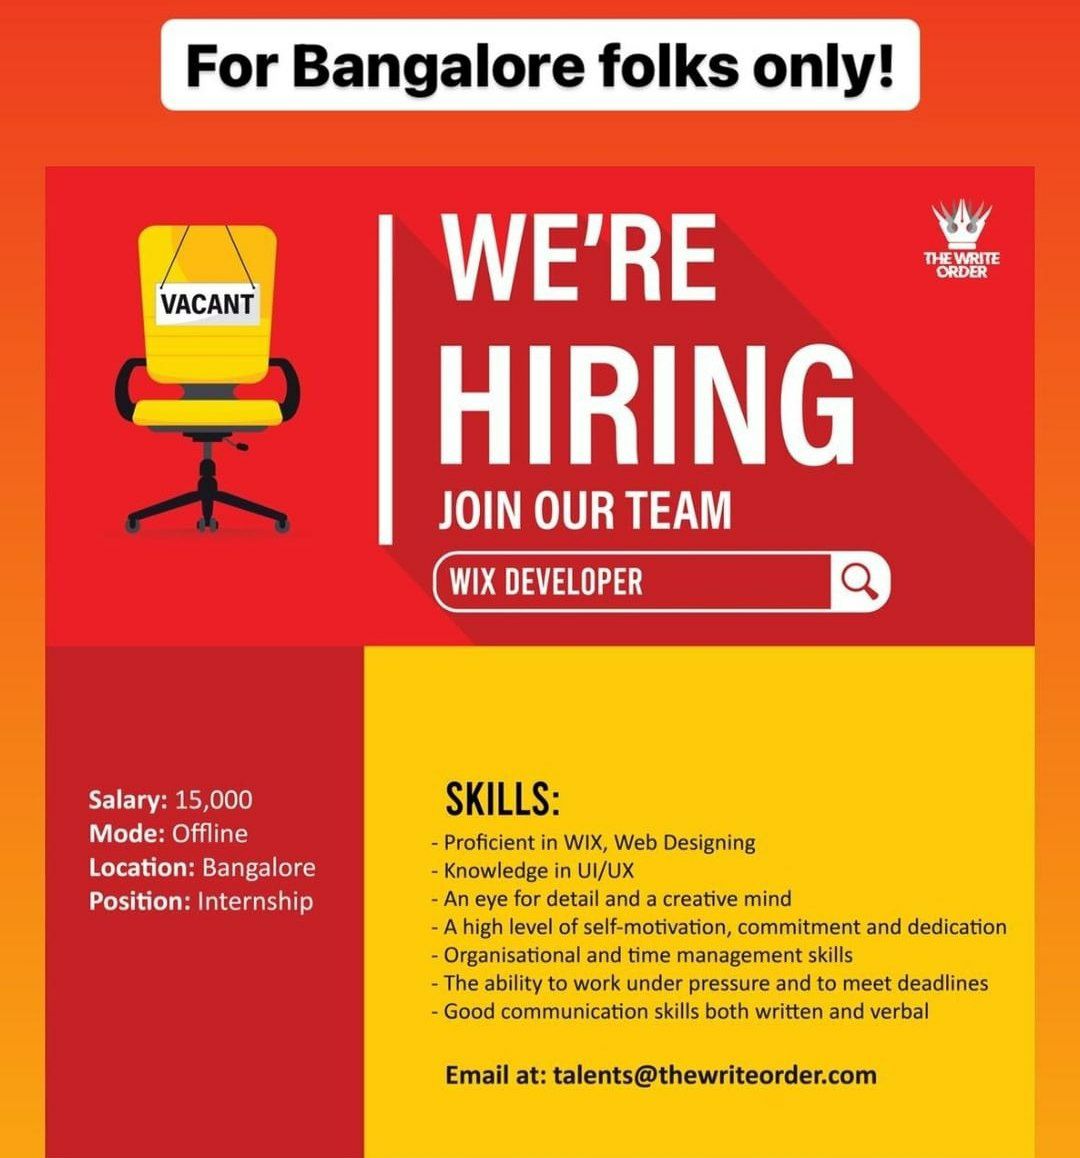 For Bangalore folks only!
VACANT
WE'RE
HIRING
JOIN OUR TEAM
WIX DEVELOPER
THE WRITE
ORDER
Salary: 15,000
Mode: Offline
Location: Bangalore
Position: Internship
SKILLS:
- Proficient in WIX, Web Designing
- Knowledge in UI/UX
- An eye for detail and a creative mind
- A high level of self-motivation, commitment and dedication
- Organisational and time management skills
- The ability to work under pressure and to meet deadlines
- Good communication skills both written and verbal
Email at: talents@thewriteorder.com